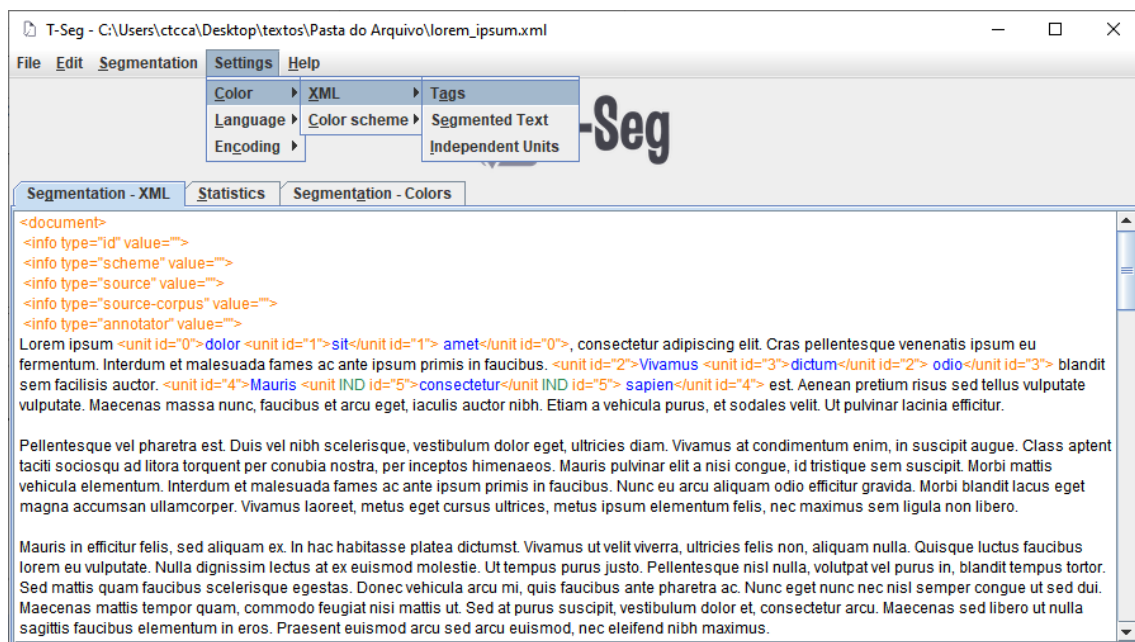 T-Seg - C:\Users\ctcca\Desktop\textos\Pasta do Arquivo\lorem_ipsum.xml
File Edit Segmentation Settings Help
Color XML Tags
Language Color scheme Segmented Text
Encoding Independent Units
-Seg
Segmentation - XML Statistics Segmentation - Colors
<document>
<info type="id" value="">
<info type="scheme" value="">
<info type="source" value="">
<info type="source-corpus" value="">
<info type="annotator" value="">
Lorem ipsum <unit id="0">dolor <unit id="1">sit</unit id="1"> amet</unit id="0">, consectetur adipiscing elit. Cras pellentesque venenatis ipsum eu
fermentum. Interdum et malesuada fames ac ante ipsum primis in faucibus. <unit id="2">Vivamus <unit id="3">dictum</unit id="2"> odio</unit id="3"> blandit
sem facilisis auctor. <unit id="4">Mauris <unit IND id="5">consectetur</unit IND id="5"> sapien</unit id="4"> est. Aenean pretium risus sed tellus vulputate
vulputate. Maecenas massa nunc, faucibus et arcu eget, iaculis auctor nibh. Etiam a vehicula purus, et sodales velit. Ut pulvinar lacinia efficitur.
Pellentesque vel pharetra est. Duis vel nibh scelerisque, vestibulum dolor eget, ultricies diam. Vivamus at condimentum enim, in suscipit augue. Class aptent
taciti sociosqu ad litora torquent per conubia nostra, per inceptos himenaeos. Mauris pulvinar elit a nisi congue, id tristique sem suscipit. Morbi mattis
vehicula elementum. Interdum et malesuada fames ac ante ipsum primis in faucibus. Nunc eu arcu aliquam odio efficitur gravida. Morbi blandit lacus eget
magna accumsan ullamcorper. Vivamus laoreet, metus eget cursus ultrices, metus ipsum elementum felis, nec maximus sem ligula non libero.
Mauris in efficitur felis, sed aliquam ex. In hac habitasse platea dictumst. Vivamus ut velit viverra, ultricies felis non, aliquam nulla. Quisque luctus faucibus
lorem eu vulputate. Nulla dignissim lectus at ex euismod molestie. Ut tempus purus justo. Pellentesque nisl nulla, volutpat vel purus in, blandit tempus tortor.
Sed mattis quam faucibus scelerisque egestas. Donec vehicula arcu mi, quis faucibus ante pharetra ac. Nunc eget nunc nec nisl semper congue ut sed dui.
Maecenas mattis tempor quam, commodo feugiat nisi mattis ut. Sed at purus suscipit, vestibulum dolor et, consectetur arcu. Maecenas sed libero ut nulla
sagittis faucibus elementum in eros. Praesent euismod arcu sed arcu euismod, nec eleifend nibh maximus.